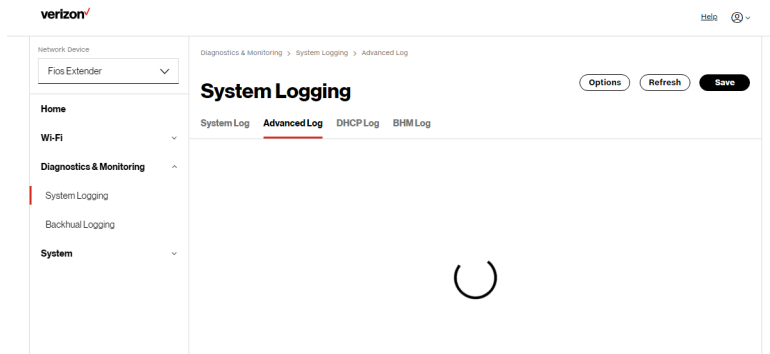 verizon
Help
Network Device
Fios Extender
Home
Wi-Fi
Diagnostics & Monitoring
System Logging
Backhual Logging
System
Diagnostics & Monitoring > System Logging > Advanced Log
System Logging
Options Refresh Save
System Log Advanced Log DHCP Log BHM Log